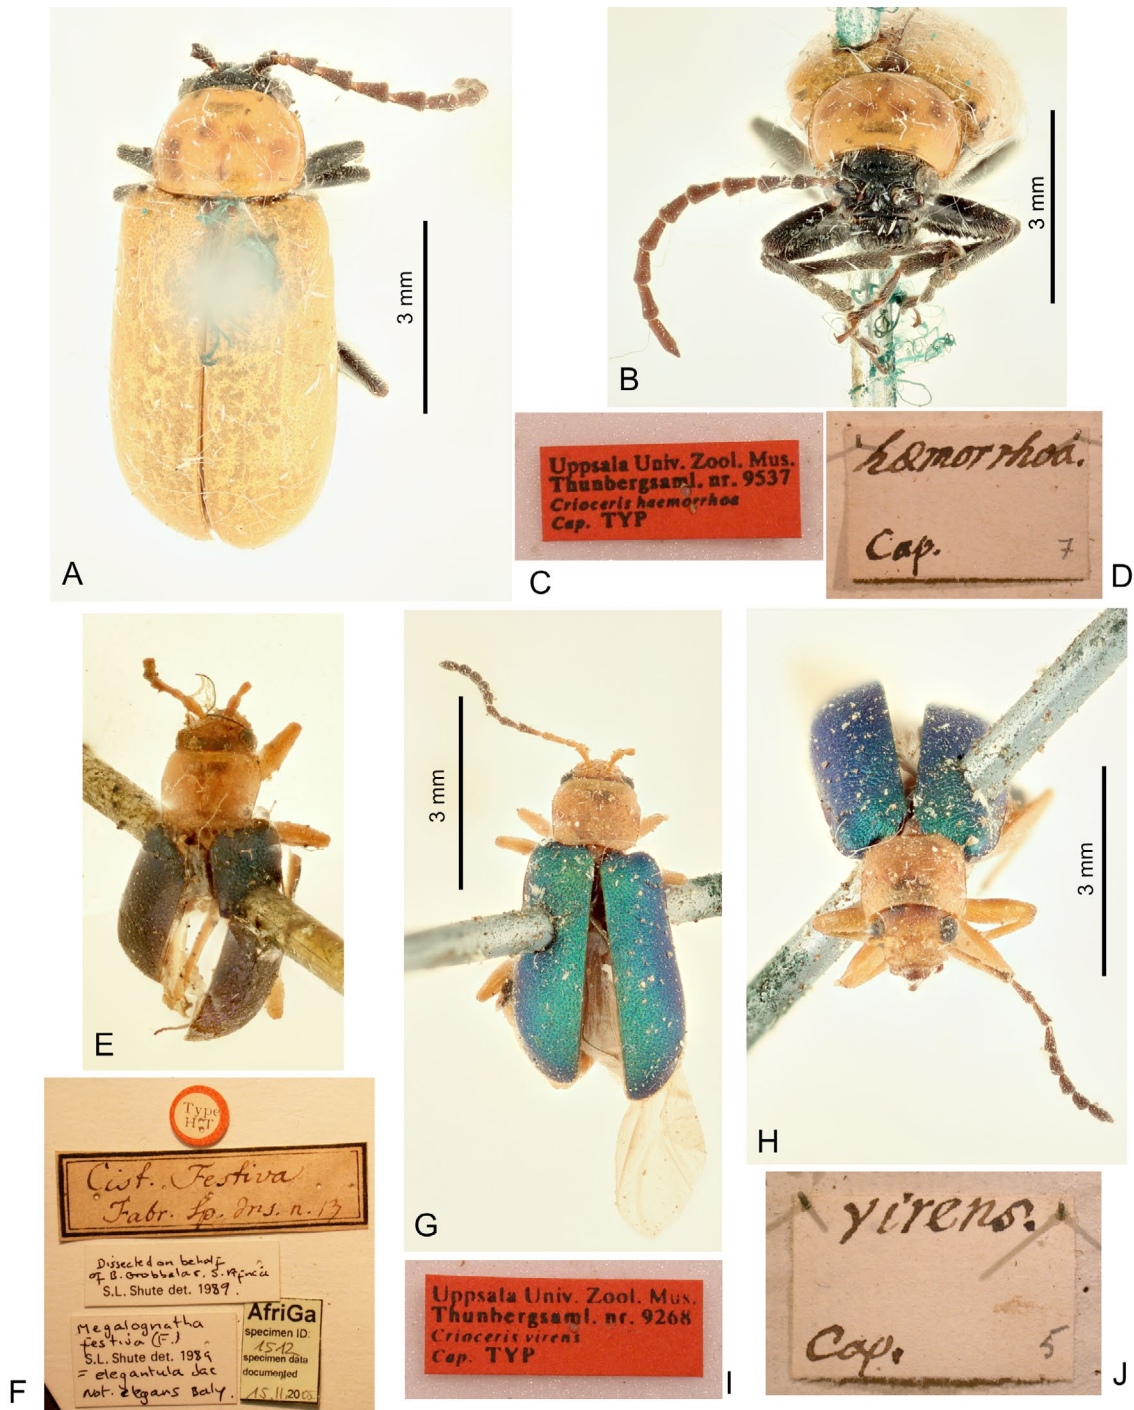 A
3 mm
B
3 mm
Uppsala Univ. Zool. Mus.
Thunbergsaml. nr. 9537
Crioceris haemorrhoa
Cap. TYP
C
hæmorrhoa.
Cap.
7
D
E
3 mm
G
3 mm
H
Type
H T
Cist. Festiva
Fabr. Sp. Ins. n. 13
Dissected on behalf
of B. Grobbelar, S. Africa
S.L. Shute det. 1989.
Megalognatha
festiva (F.)
S.L. Shute det. 1989
= elegantula Jac
Not. elegans Baly.
AfriGa
specimen ID:
1512
specimen data
documented
15.II.2005
F
Uppsala Univ. Zool. Mus.
Thunbergsaml. nr. 9268
Crioceris virens
Cap. TYP
I
virens.
Cap.
5
J